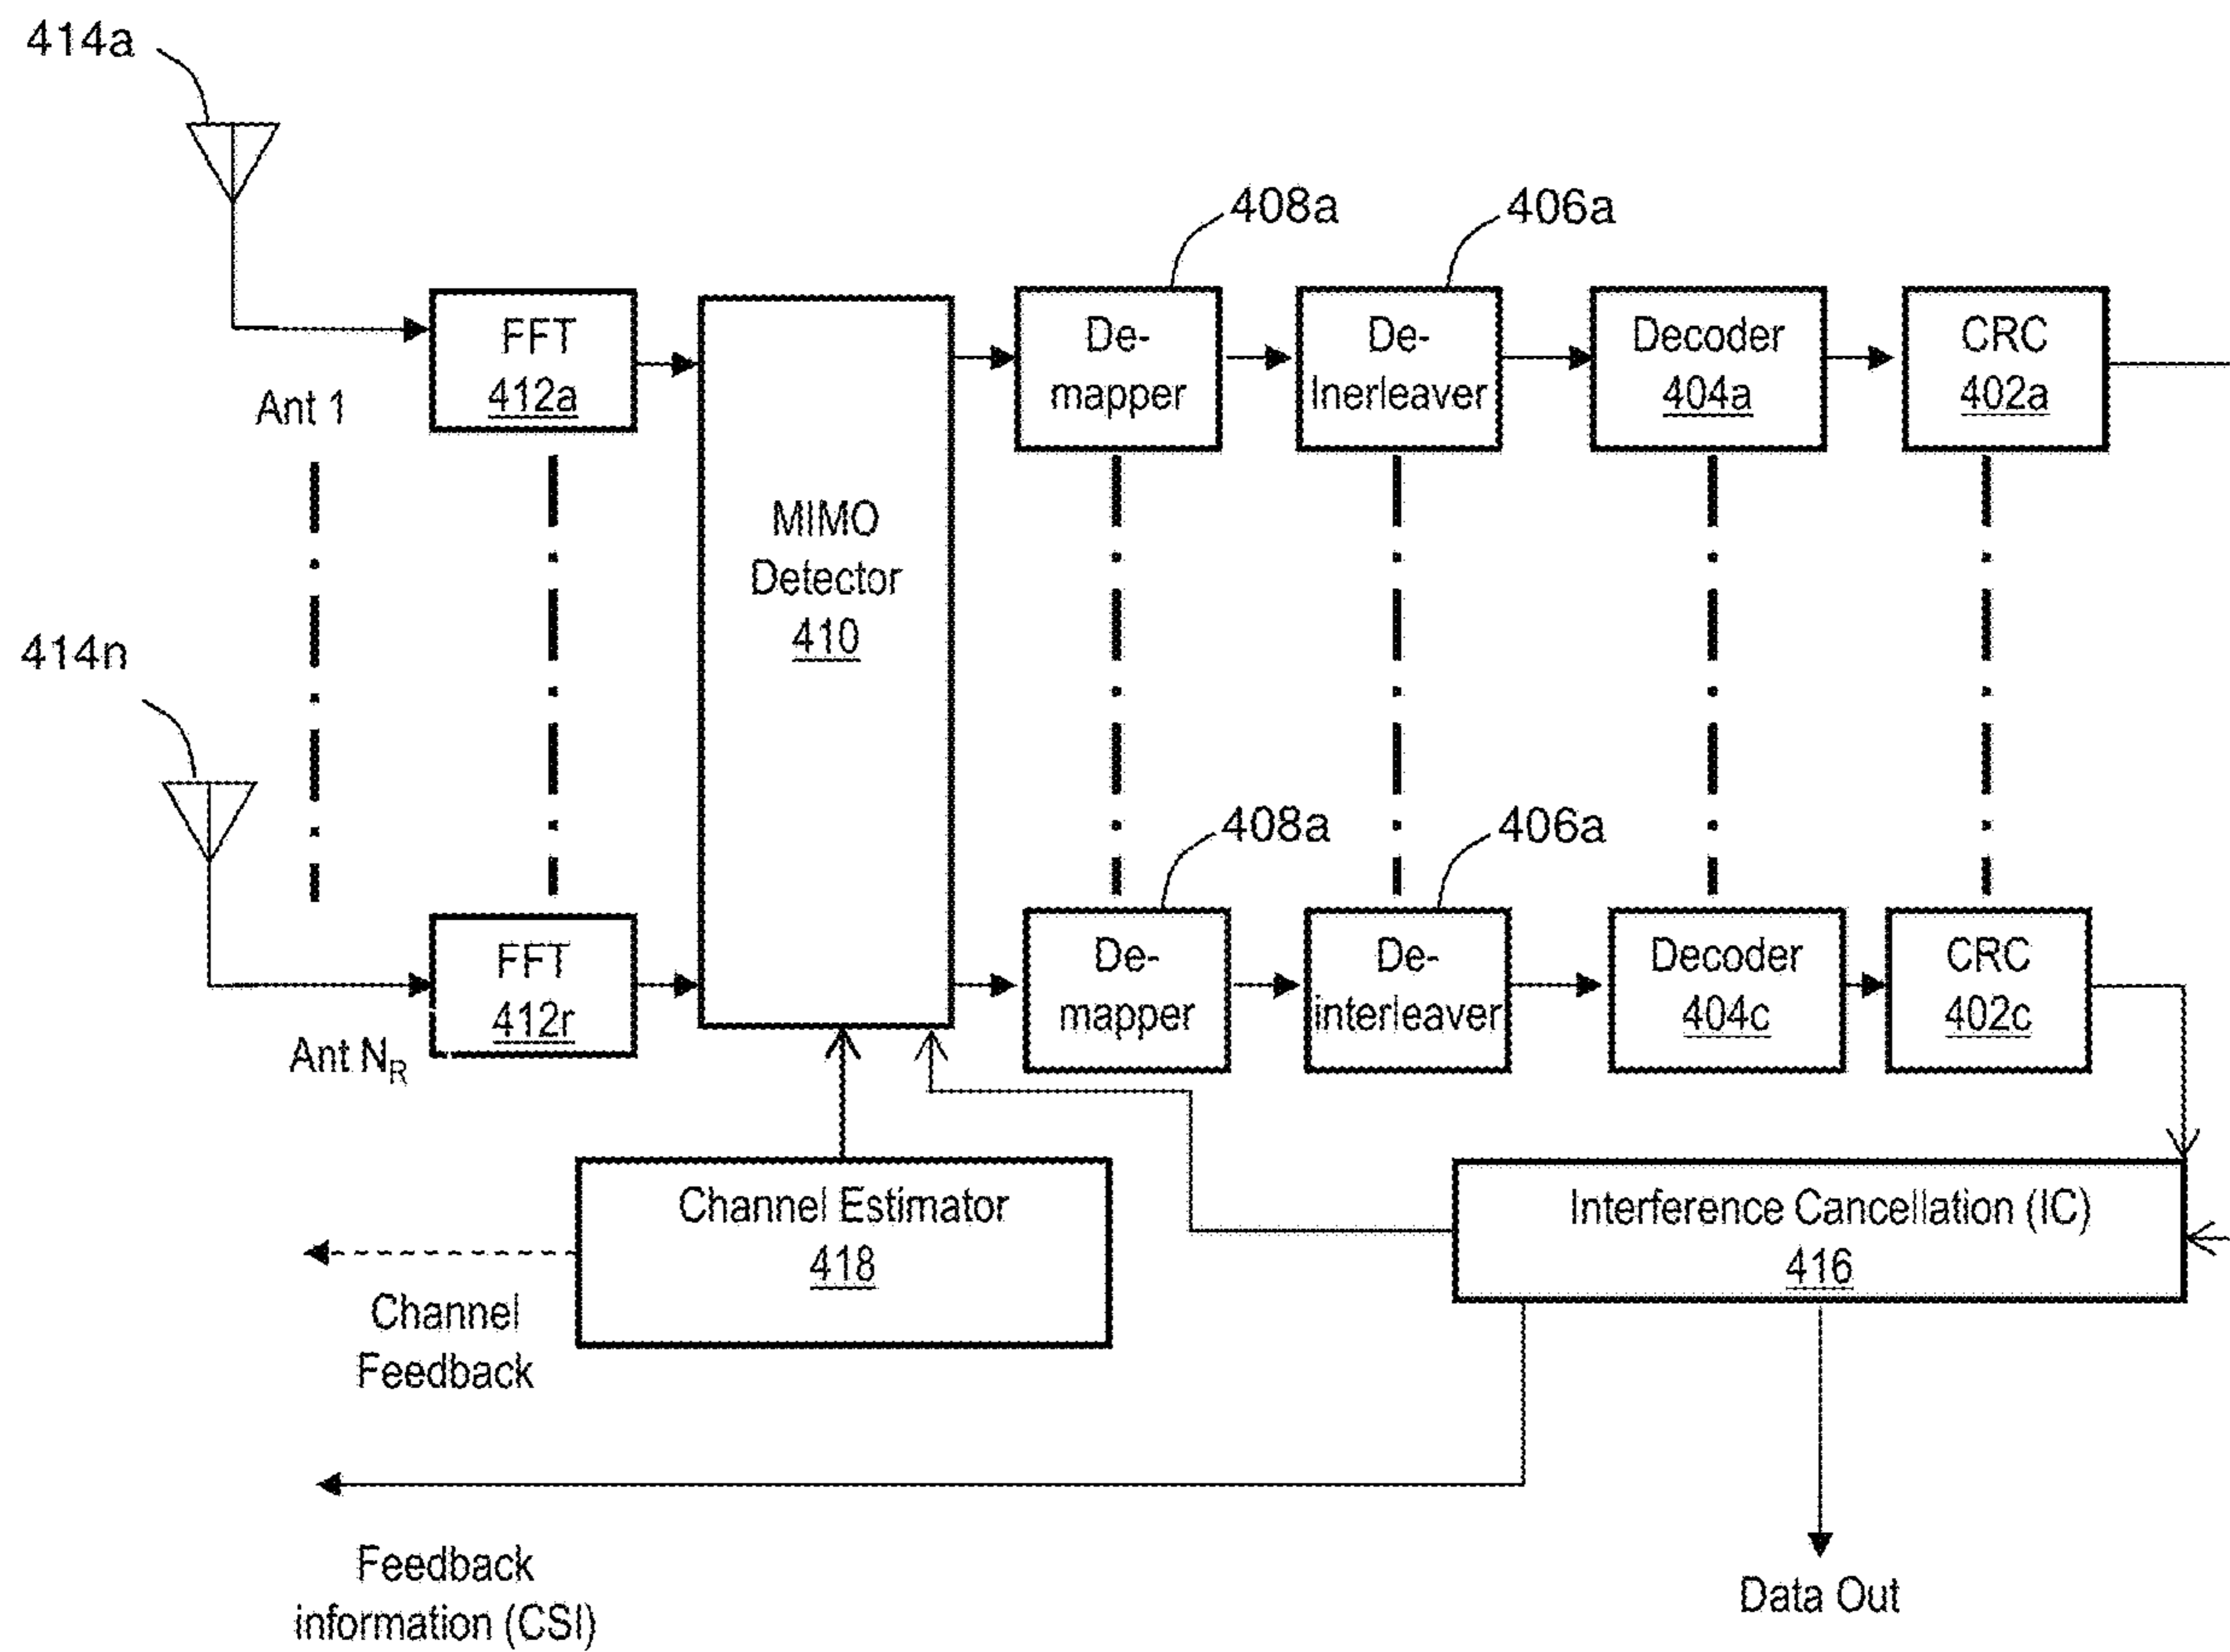 414a
408a
406a
FFT
412a
De-
mapper
De-
Inerleaver
Decoder
404a
CRC
402a
Ant 1
MIMO
Detector
410
414n
408a
406a
FFT
412r
De-
mapper
De-
interleaver
Decoder
404c
CRC
402c
Ant NR
Channel Estimator
418
Interference Cancellation (IC)
416
Channel
Feedback
Feedback
information (CSI)
Data Out